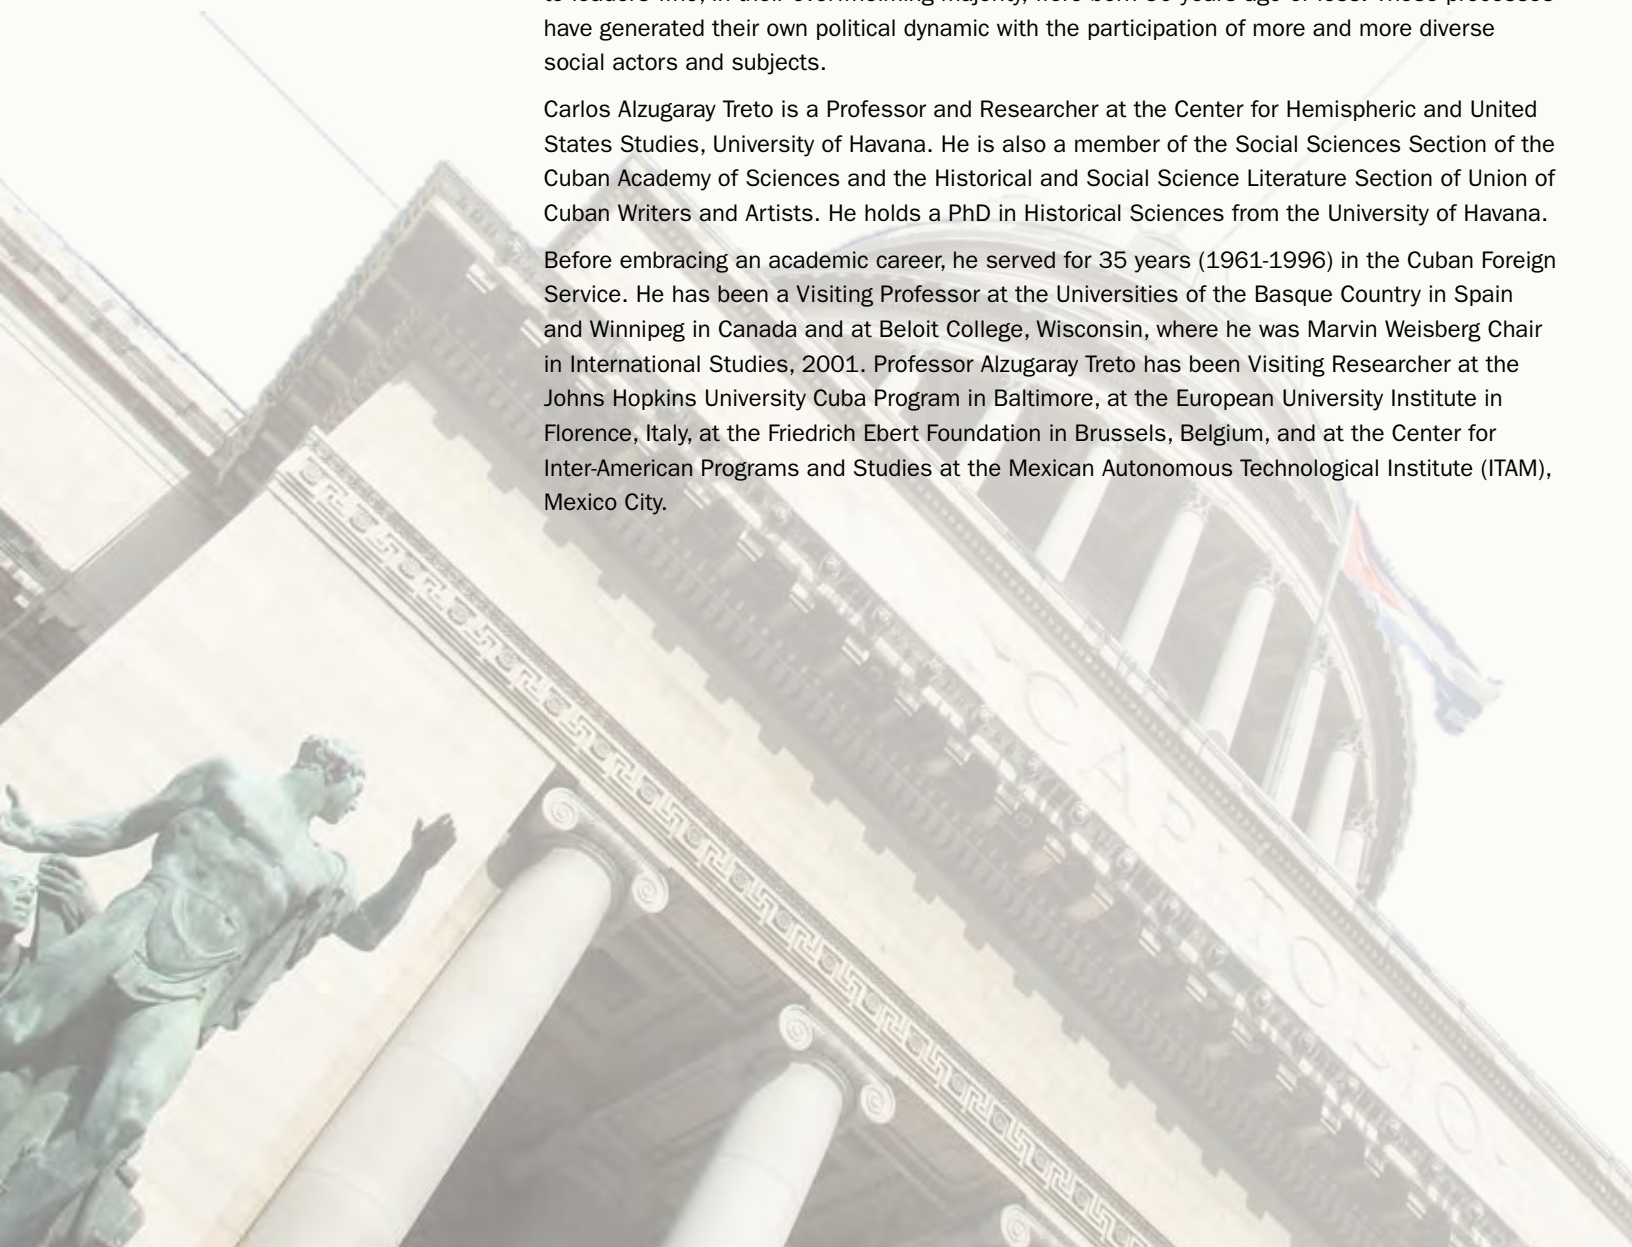 have generated their own political dynamic with the participation of more and more diverse
social actors and subjects.
Carlos Alzugaray Treto is a Professor and Researcher at the Center for Hemispheric and United
States Studies, University of Havana. He is also a member of the Social Sciences Section of the
Cuban Academy of Sciences and the Historical and Social Science Literature Section of Union of
Cuban Writers and Artists. He holds a PhD in Historical Sciences from the University of Havana.
Before embracing an academic career, he served for 35 years (1961-1996) in the Cuban Foreign
Service. He has been a Visiting Professor at the Universities of the Basque Country in Spain
and Winnipeg in Canada and at Beloit College, Wisconsin, where he was Marvin Weisberg Chair
in International Studies, 2001. Professor Alzugaray Treto has been Visiting Researcher at the
Johns Hopkins University Cuba Program in Baltimore, at the European University Institute in
Florence, Italy, at the Friedrich Ebert Foundation in Brussels, Belgium, and at the Center for
Inter-American Programs and Studies at the Mexican Autonomous Technological Institute (ITAM),
Mexico City.
CAPITOLIO